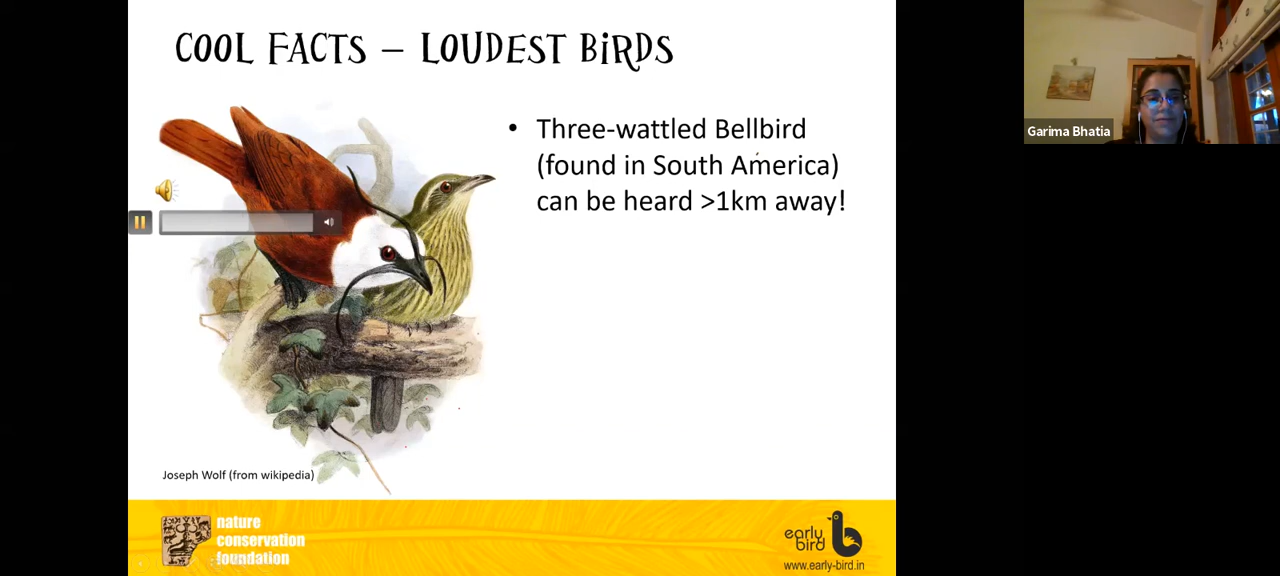 COOL FACTS – LOUDEST BIRDS
• Three-wattled Bellbird
(found in South America)
can be heard >1km away!
Joseph Wolf (from wikipedia)
nature
conservation
foundation
early
bird
www.early-bird.in
Garima Bhatia